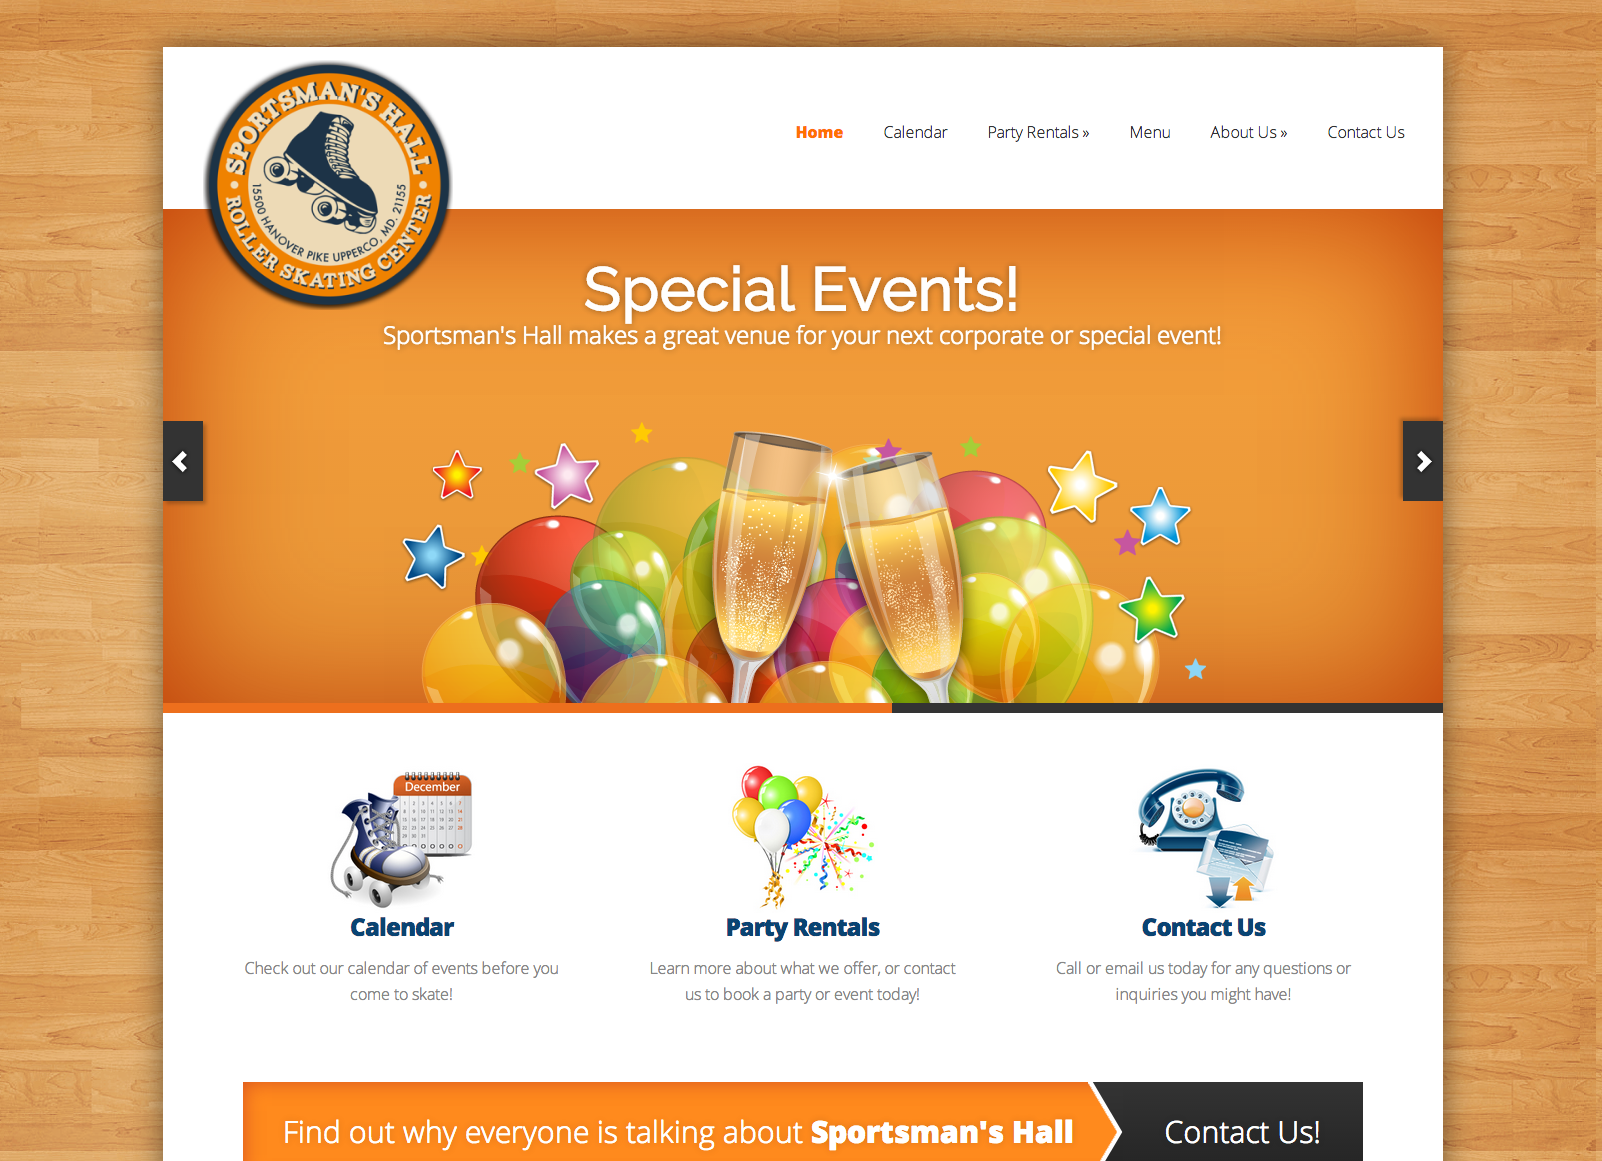 SPORTSMAN'S HALL
15500 HANOVER PIKE UPPERCO, MD. 21155
ROLLER SKATING CENTER
Home Calendar Party Rentals » Menu About Us » Contact Us
Special Events!
Sportsman's Hall makes a great venue for your next corporate or special event!
December
Calendar
Check out our calendar of events before you
come to skate!
Party Rentals
Learn more about what we offer, or contact
us to book a party or event today!
Contact Us
Call or email us today for any questions or
inquiries you might have!
Find out why everyone is talking about Sportsman's Hall
Contact Us!